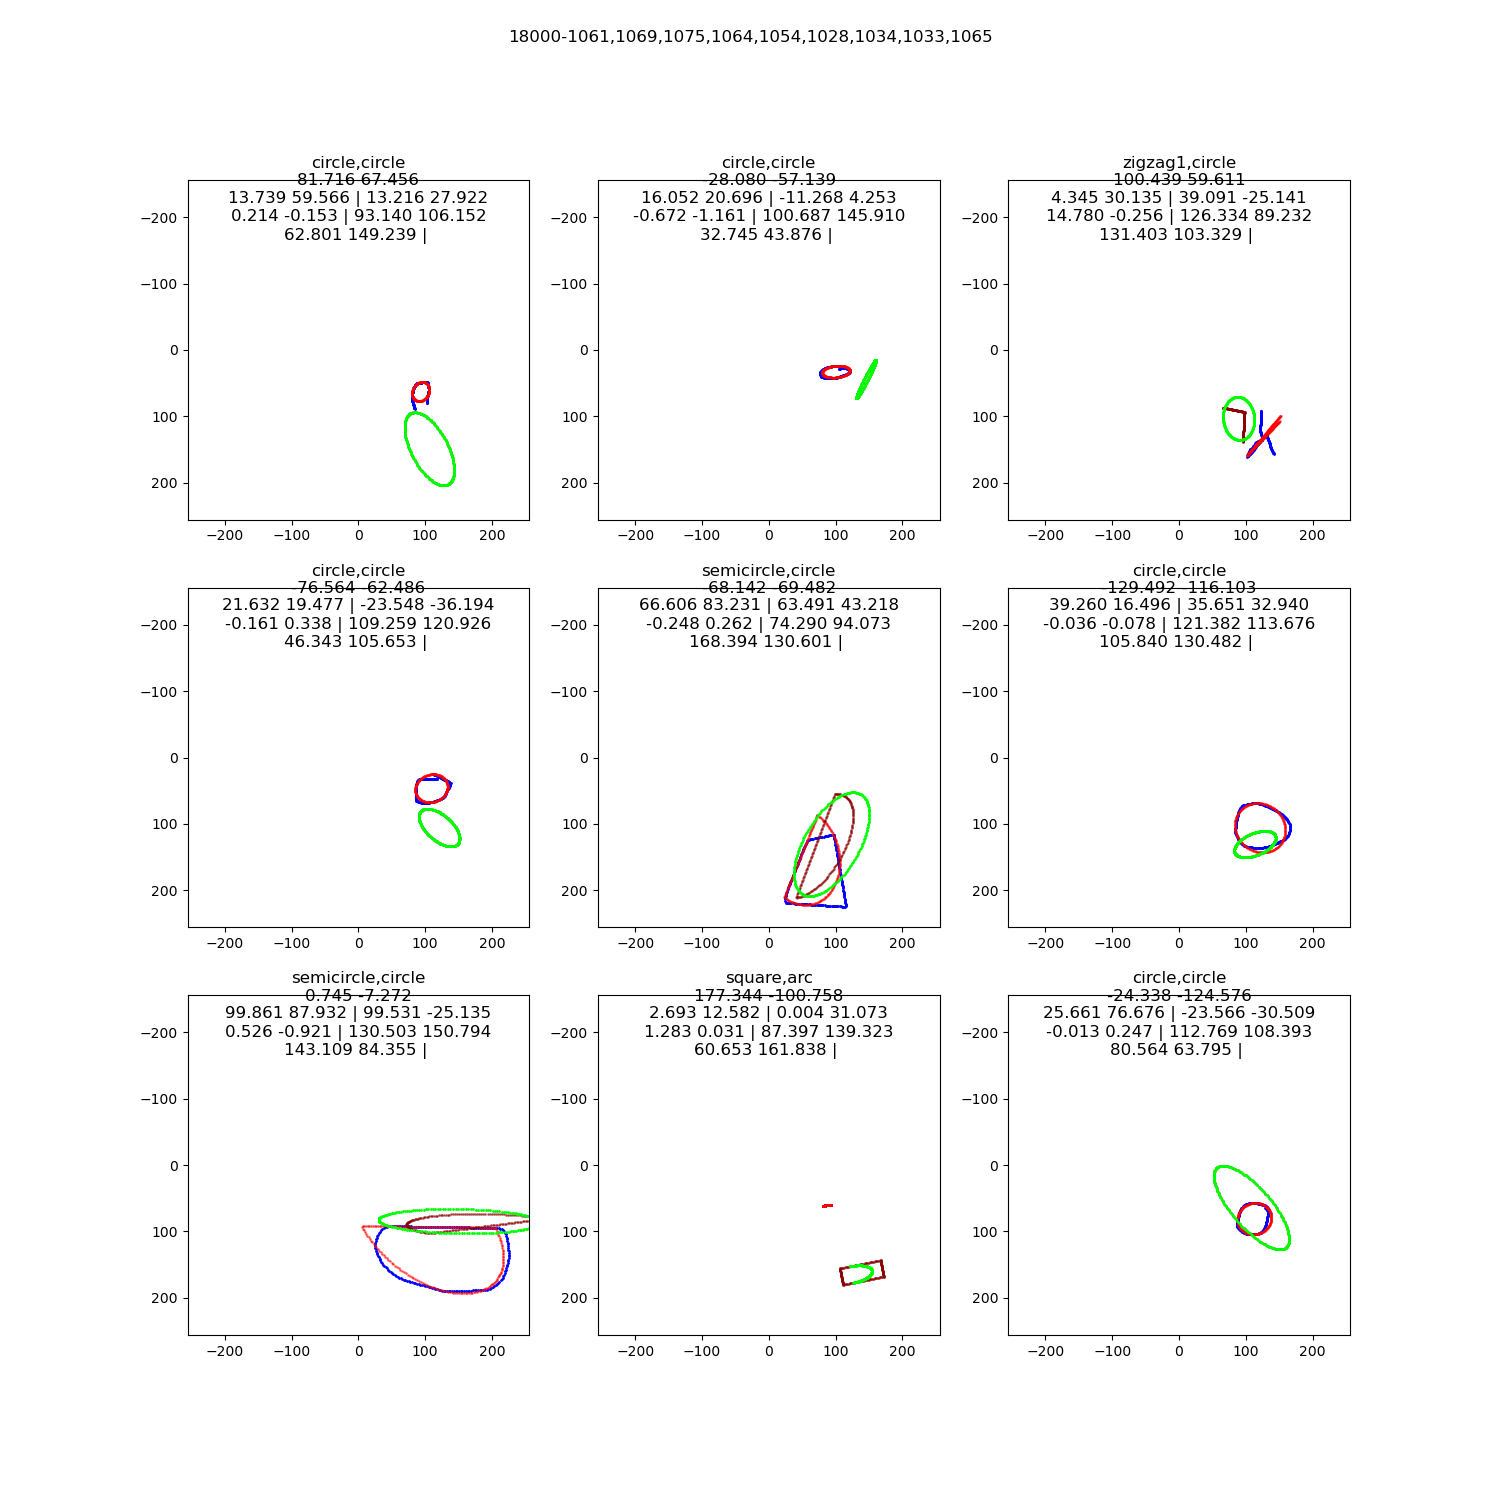 18000-1061,1069,1075,1064,1054,1028,1034,1033,1065
circle,circle
81.716 67.456
13.739 59.566 | 13.216 27.922
0.214 -0.153 | 93.140 106.152
62.801 149.239 |
−200
−100
0
100
200
−200 −100 0 100 200
circle,circle
-28.080 -57.139
16.052 20.696 | -11.268 4.253
-0.672 -1.161 | 100.687 145.910
32.745 43.876 |
−200
−100
0
100
200
−200 −100 0 100 200
zigzag1,circle
100.439 59.611
4.345 30.135 | 39.091 -25.141
14.780 -0.256 | 126.334 89.232
131.403 103.329 |
−200
−100
0
100
200
−200 −100 0 100 200
circle,circle
-76.564 -62.486
21.632 19.477 | -23.548 -36.194
-0.161 0.338 | 109.259 120.926
46.343 105.653 |
−200
−100
0
100
200
−200 −100 0 100 200
semicircle,circle
-68.142 -69.482
66.606 83.231 | 63.491 43.218
-0.248 0.262 | 74.290 94.073
168.394 130.601 |
−200
−100
0
100
200
−200 −100 0 100 200
circle,circle
-129.492 -116.103
39.260 16.496 | 35.651 32.940
-0.036 -0.078 | 121.382 113.676
105.840 130.482 |
−200
−100
0
100
200
−200 −100 0 100 200
semicircle,circle
0.745 -7.272
99.861 87.932 | 99.531 -25.135
0.526 -0.921 | 130.503 150.794
143.109 84.355 |
−200
−100
0
100
200
−200 −100 0 100 200
square,arc
177.344 -100.758
2.693 12.582 | 0.004 31.073
1.283 0.031 | 87.397 139.323
60.653 161.838 |
−200
−100
0
100
200
−200 −100 0 100 200
circle,circle
-24.338 -124.576
25.661 76.676 | -23.566 -30.509
-0.013 0.247 | 112.769 108.393
80.564 63.795 |
−200
−100
0
100
200
−200 −100 0 100 200